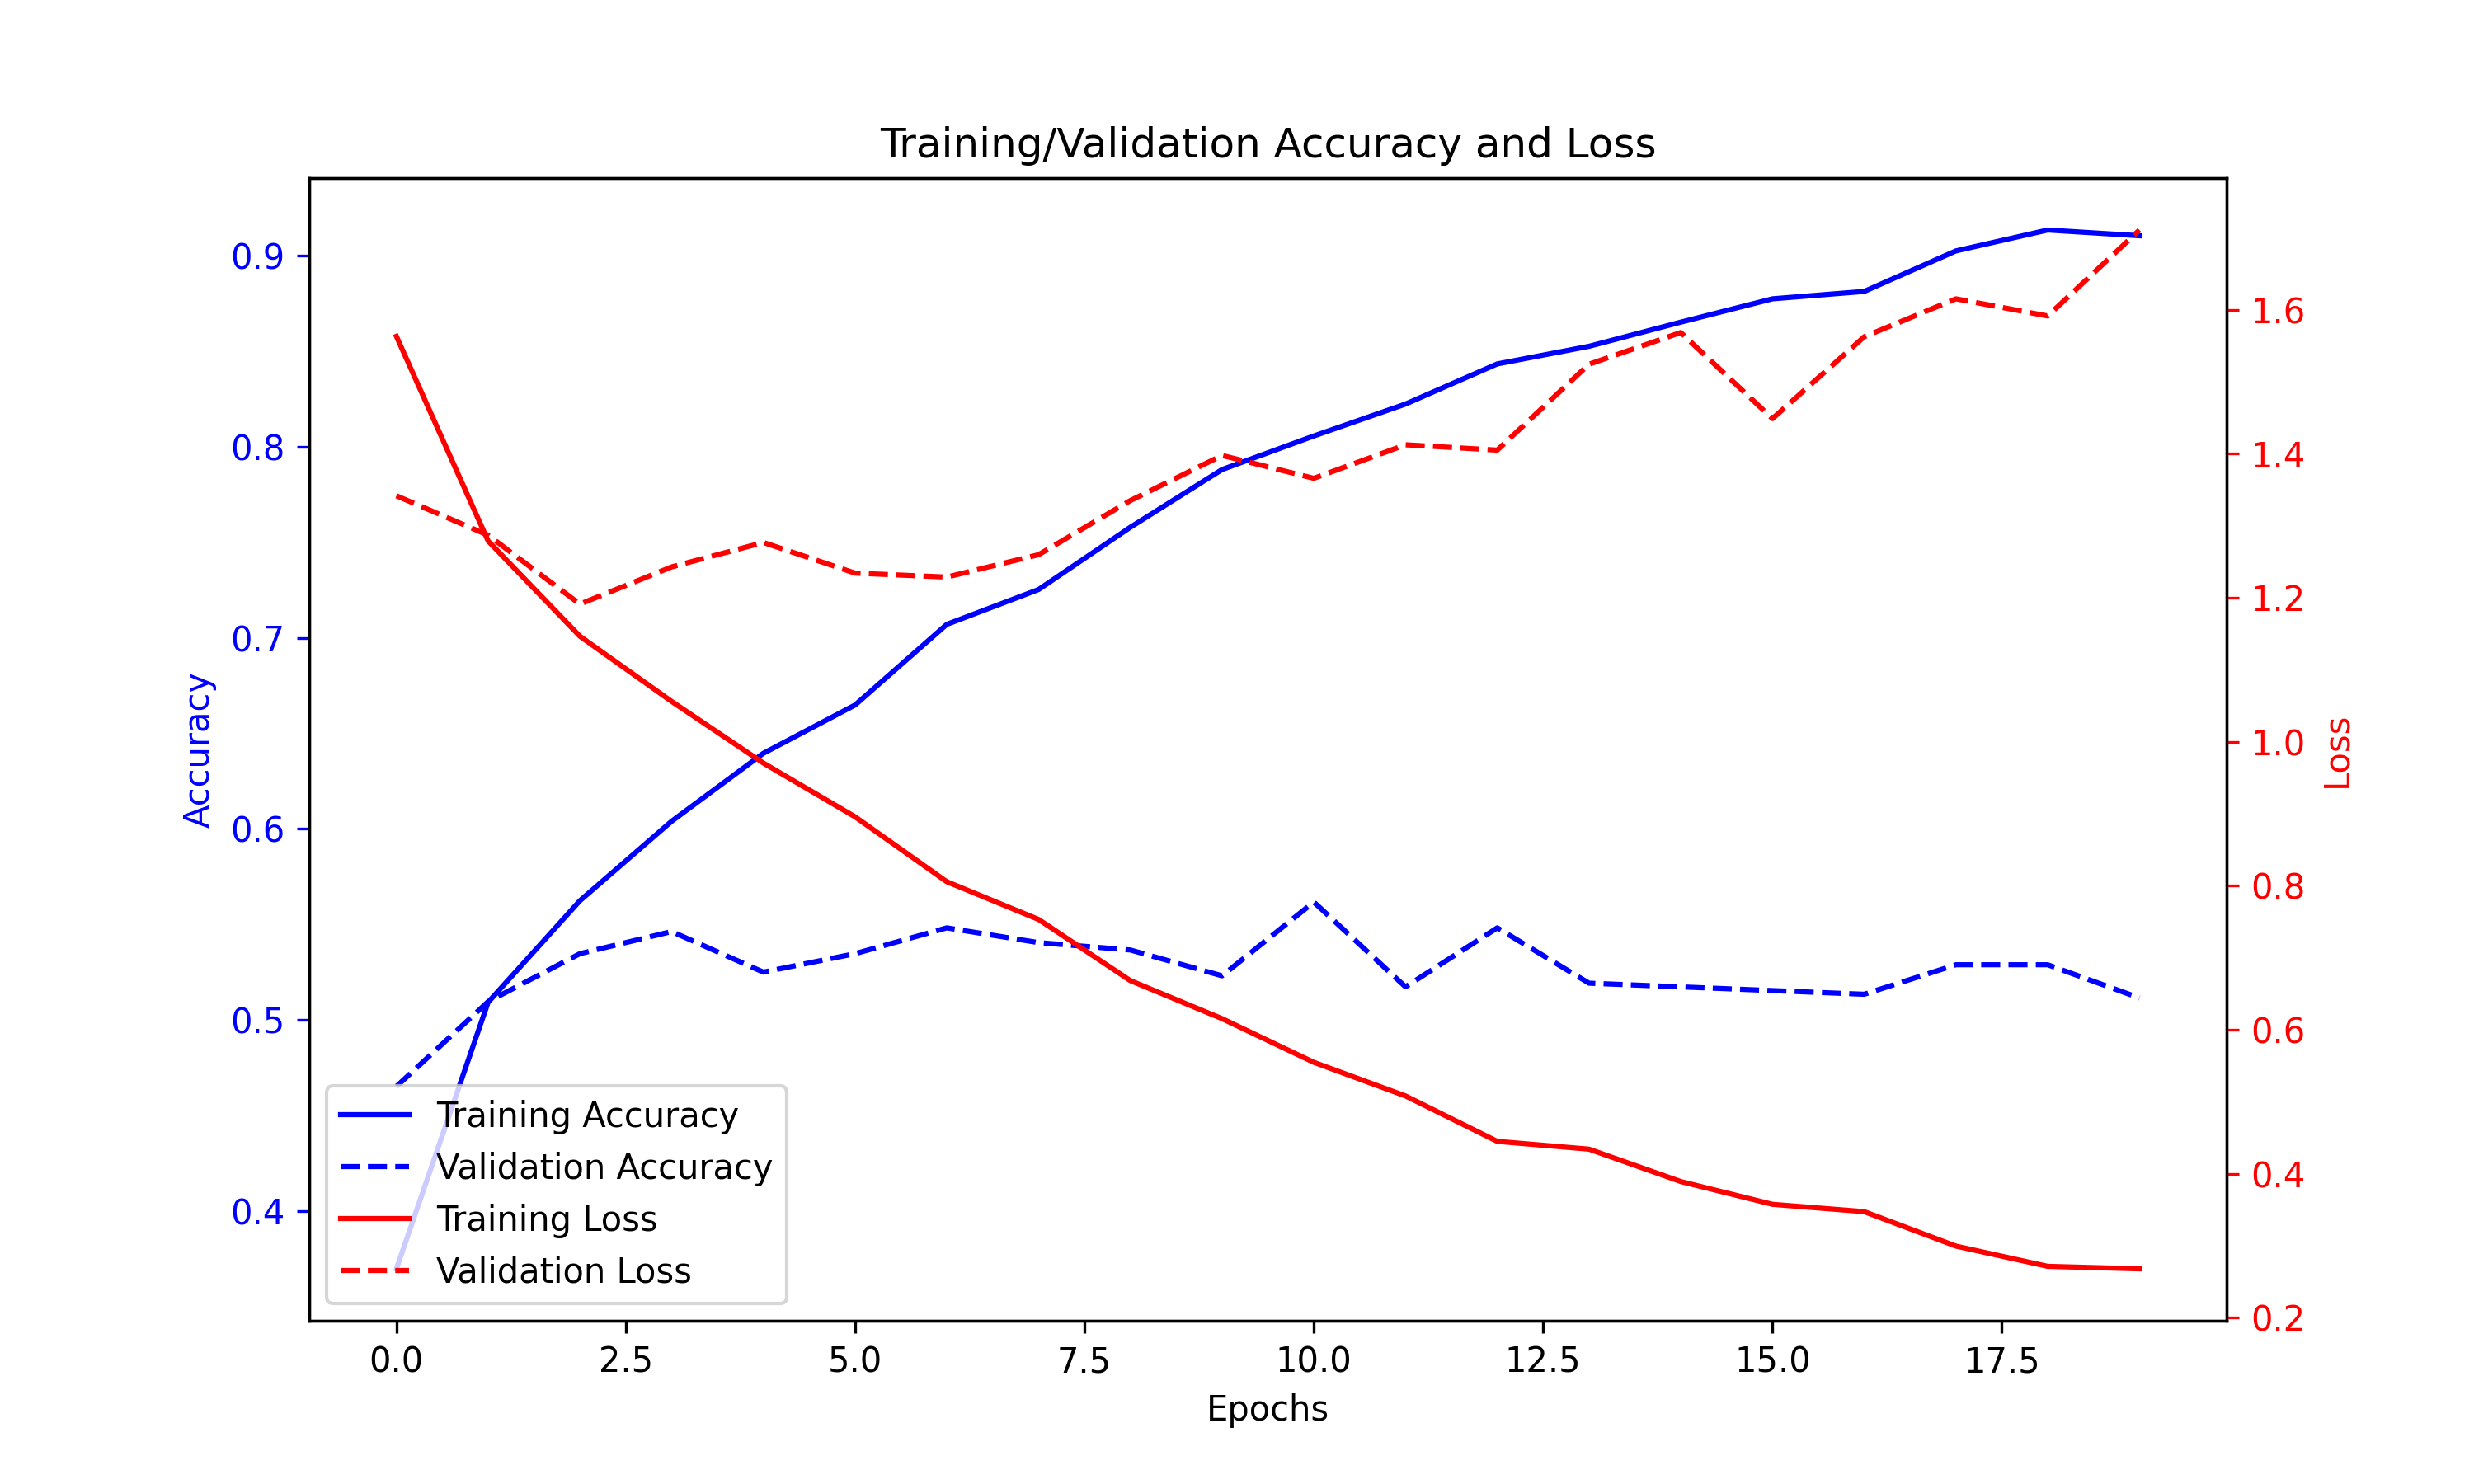 Training/Validation Accuracy and Loss
0.9
0.8
0.7
0.6
0.5
0.4
Accuracy
1.6
1.4
1.2
1.0
0.8
0.6
0.4
0.2
Loss
Training Accuracy
Validation Accuracy
Training Loss
Validation Loss
0.0 2.5 5.0 7.5 10.0 12.5 15.0 17.5
Epochs